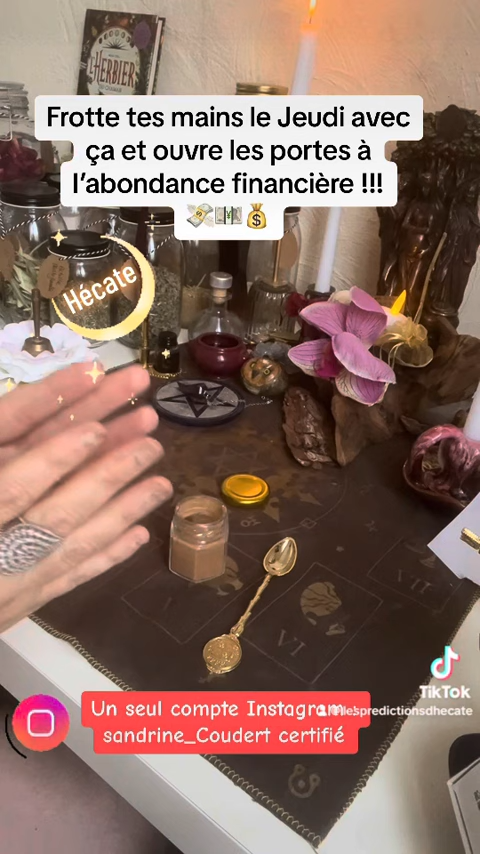 HERBIER
Frotte tes mains le Jeudi avec
ça et ouvre les portes à
l'abondance financière !!!
Hécate
VII
VI
TikTok
Un seul compte Instagram
sandrine_Coudert certifié